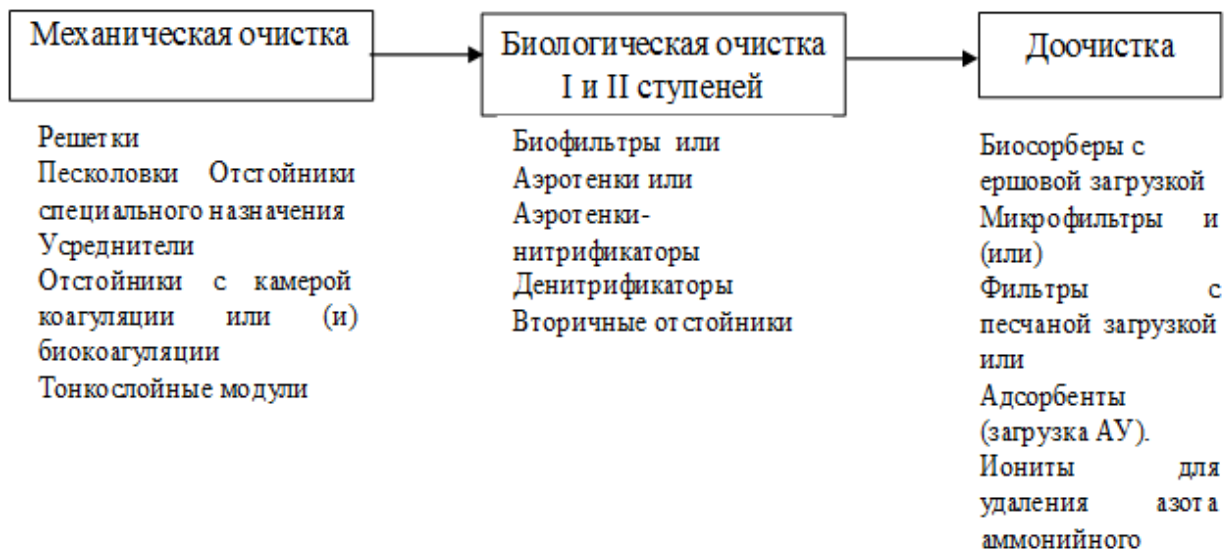 Механическая очистка
Решетки
Песколовки Отстойники
специального назначения
Усреднители
Отстойники с камерой
коагуляции или (и)
биокоагуляции
Тонкослойные модули
Биологическая очистка
I и II ступеней
Биофильтры или
Аэротенки или
Аэротенки-
нитрификаторы
Денитрификаторы
Вторичные отстойники
Доочистка
Биосорберы с
ершовой загрузкой
Микрофильтры и
(или)
Фильтры с
песчаной загрузкой
или
Адсорбенты
(загрузка АУ).
Иониты для
удаления азота
аммонийного